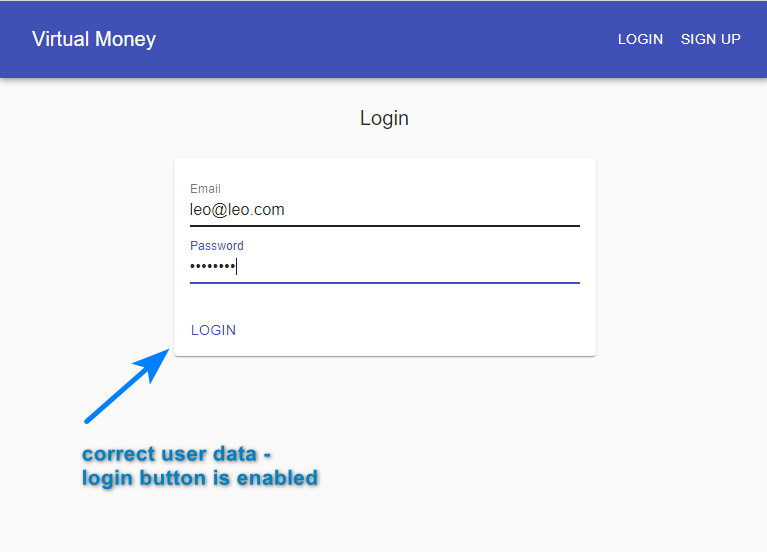 Virtual Money
LOGIN SIGN UP
Login
Email
leo@leo.com
Password
••••••••
LOGIN
correct user data -
login button is enabled